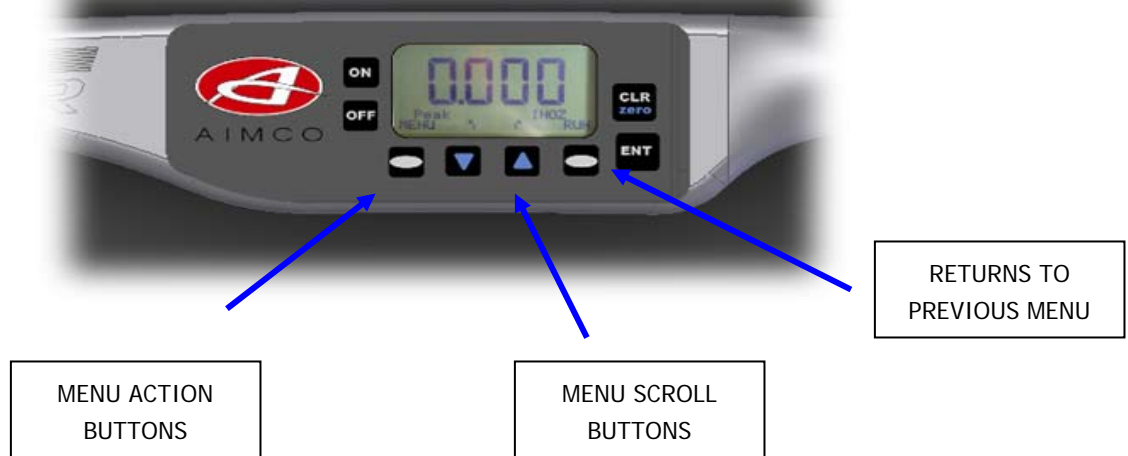 ON
0.000
CLR
zero
AIMCO
OFF
Peak INOZ
MENU RUN
ENT
RETURNS TO
PREVIOUS MENU
MENU ACTION
BUTTONS
MENU SCROLL
BUTTONS